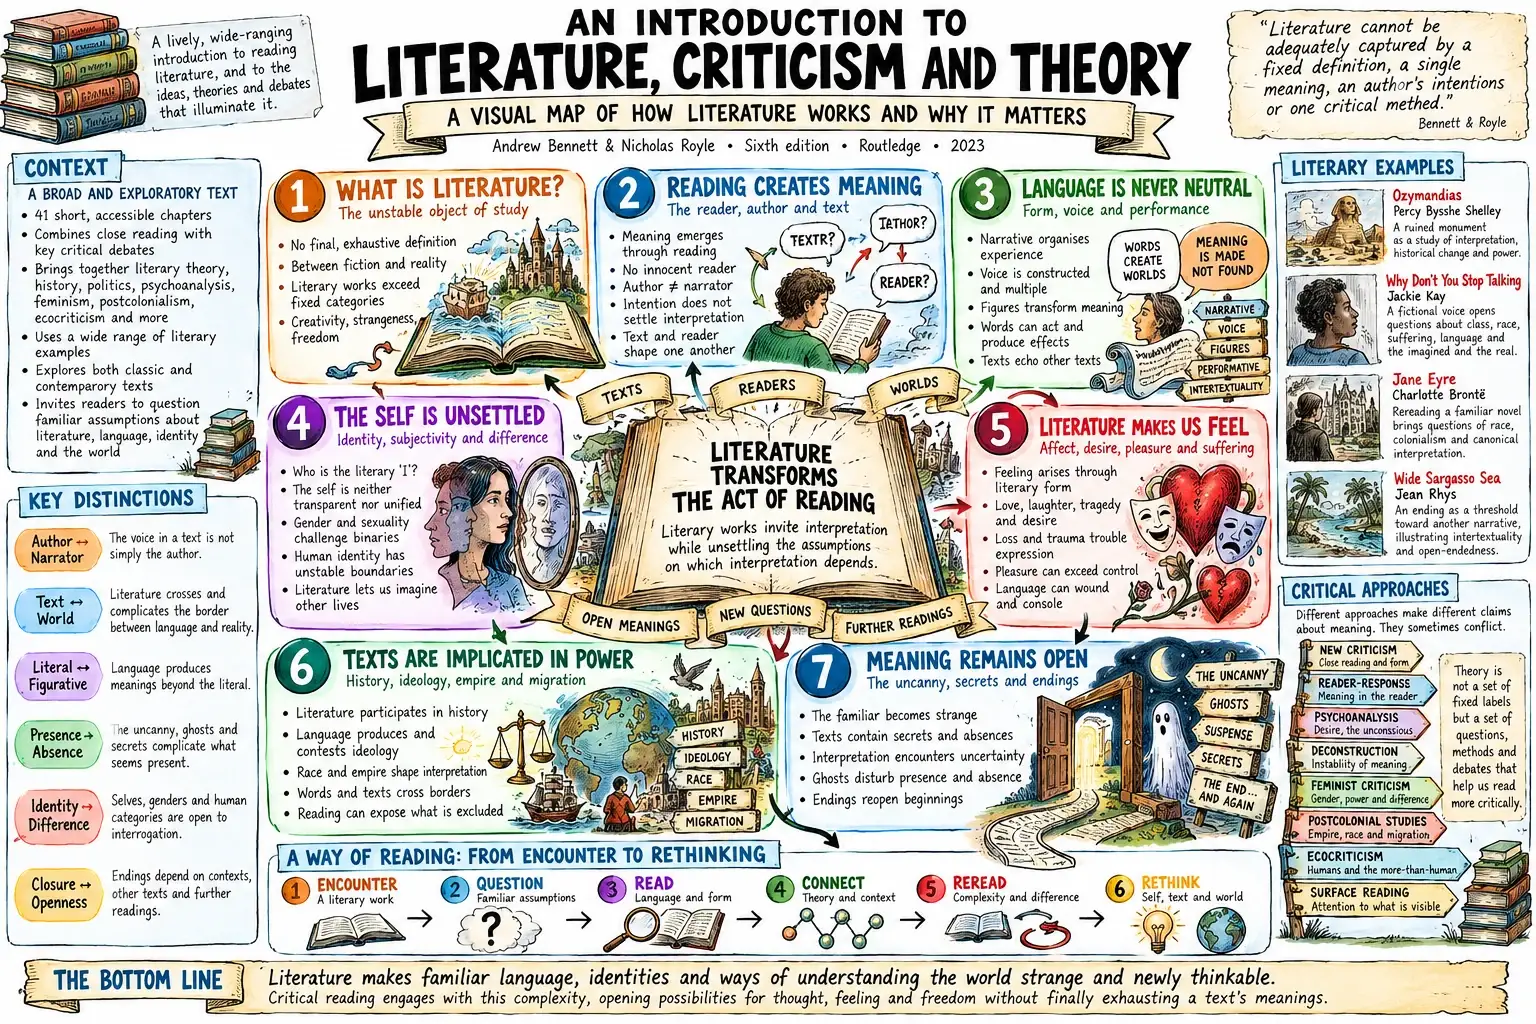 AN INTRODUCTION TO
LITERATURE, CRITICISM AND THEORY
A VISUAL MAP OF HOW LITERATURE WORKS AND WHY IT MATTERS
Andrew Bennett & Nicholas Royle • Sixth edition • Routledge • 2023
A lively, wide-ranging
introduction to reading
literature, and to the
ideas, theories and debates
that illuminate it.
“Literature cannot be
adequately captured by a
fixed definition, a single
meaning, an author's intentions
or one critical methed.”
Bennett & Royle
CONTEXT
A BROAD AND EXPLORATORY TEXT
• 41 short, accessible chapters
• Combines close reading with
key critical debates
• Brings together literary theory,
history, politics, psychoanalysis,
feminism, postcolonialism,
ecocriticism and more
• Uses a wide range of literary
examples
• Explores both classic and
contemporary texts
• Invites readers to question
familiar assumptions about
literature, language, identity
and the world
KEY DISTINCTIONS
Author ↔
Narrator
The voice in a text is not
simply the author.
Text ↔
World
Literature crosses and
complicates the border
between language and reality.
Literal ↔
Figurative
Language produces
meanings beyond the literal.
Presence →
Absence
The uncanny, ghosts and
secrets complicate what
seems present.
Identity ↔
Difference
Selves, genders and human
categories are open to
interrogation.
Closure ↔
Openness
Endings depend on contexts,
other texts and further
readings.
1 WHAT IS LITERATURE?
The unstable object of study
• No final, exhaustive definition
• Between fiction and reality
• Literary works exceed
fixed categories
• Creativity, strangeness,
freedom
2 READING CREATES MEANING
The reader, author and text
• Meaning emerges
through reading
• No innocent reader
• Author ≠ narrator
• Intention does not
settle interpretation
• Text and reader
shape one another
TEXTR?
IATHOR?
READER?
3 LANGUAGE IS NEVER NEUTRAL
Form, voice and performance
• Narrative organises
experience
• Voice is constructed
and multiple
• Figures transform meaning
• Words can act and
produce effects
• Texts echo other texts
WORDS
CREATE
WORLDS
MEANING
IS MADE
NOT FOUND
NARRATIVE
VOICE
FIGURES
PERFORMATIVE
INTERTEXTUALITY
4 THE SELF IS UNSETTLED
Identity, subjectivity and difference
• Who is the literary 'I'?
• The self is neither
transparent nor unified
• Gender and sexuality
challenge binaries
• Human identity has
unstable boundaries
• Literature lets us imagine
other lives
TEXTS
READERS
WORLDS
LITERATURE
TRANSFORMS
THE ACT OF READING
Literary works invite interpretation
while unsettling the assumptions
on which interpretation depends.
OPEN MEANINGS
NEW QUESTIONS
FURTHER READINGS
5 LITERATURE MAKES US FEEL
Affect, desire, pleasure and suffering
• Feeling arises through
literary form
• Love, laughter, tragedy
and desire
• Loss and trauma trouble
expression
• Pleasure can exceed control
• Language can wound
and console
6 TEXTS ARE IMPLICATED IN POWER
History, ideology, empire and migration
• Literature participates in history
• Language produces and
contests ideology
• Race and empire shape interpretation
• Words and texts cross borders
• Reading can expose what is excluded
HISTORY
IDEOLOGY
RACE
EMPIRE
MIGRATION
7 MEANING REMAINS OPEN
The uncanny, secrets and endings
• The familiar becomes strange
• Texts contain secrets and absences
• Interpretation encounters uncertainty
• Ghosts disturb presence and absence
• Endings reopen beginnings
THE UNCANNY
GHOSTS
SUSPENSE
SECRETS
THE END...
AND AGAIN
LITERARY EXAMPLES
Ozymandias
Percy Bysshe Shelley
A ruined monument
as a study of interpretation,
historical change and power.
Why Don't You Stop Talking
Jackie Kay
A fictional voice opens
questions about class, race,
suffering, language and
the imagined and the real.
Jane Eyre
Charlotte Brontë
Rereading a familiar novel
brings questions of race,
colonialism and canonical
interpretation.
Wide Sargasso Sea
Jean Rhys
An ending as a threshold
toward another narrative,
illustrating intertextuality
and open-endedness.
CRITICAL APPROACHES
Different approaches make different claims
about meaning. They sometimes conflict.
NEW CRITICISM
Close reading and form
READER-RESPONSE
Meaning in the reader
PSYCHOANALYSIS
Desire, the unconscious
DECONSTRUCTION
Instability of meaning
FEMINIST CRITICISM
Gender, power and difference
POSTCOLONIAL STUDIES
Empire, race and migration
ECOCRITICISM
Humans and the more-than-human
SURFACE READING
Attention to what is visible
Theory is
not a set of
fixed labels
but a set of
questions,
methods and
debates that
help us read
more critically.
A WAY OF READING: FROM ENCOUNTER TO RETHINKING
1 ENCOUNTER
A literary work
2 QUESTION
Familiar assumptions
?
3 READ
Language and form
4 CONNECT
Theory and context
5 REREAD
Complexity and difference
6 RETHINK
Self, text and world
THE BOTTOM LINE
Literature makes familiar language, identities and ways of understanding the world strange and newly thinkable.
Critical reading engages with this complexity, opening possibilities for thought, feeling and freedom without finally exhausting a text's meanings.